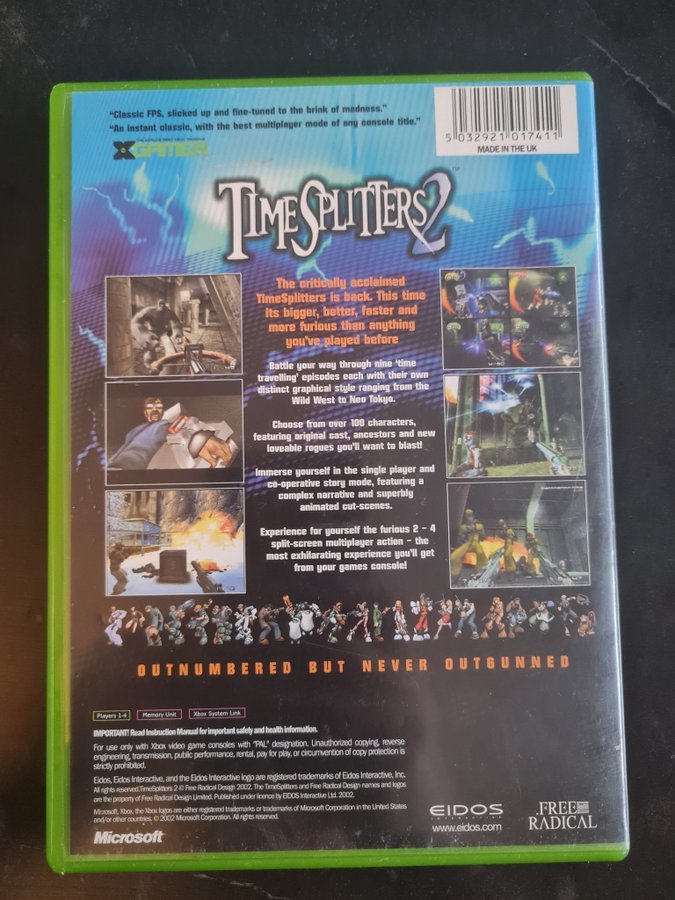 "Classic FPS, slicked up and fine-tuned to the brink of madness."
"An instant classic, with the best multiplayer mode of any console title."
XGAMER
5 032921 017411
MADE IN THE UK
TIMESPLITTERS 2™
The critically acclaimed
TimeSplitters is back. This time
its bigger, better, faster and
more furious than anything
you've played before
Battle your way through nine 'time
travelling' episodes each with their own
distinct graphical style ranging from the
Wild West to Neo Tokyo.
Choose from over 100 characters,
featuring original cast, ancestors and new
loveable rogues you'll want to blast!
Immerse yourself in the single player and
co-operative story mode, featuring a
complex narrative and superbly
animated cut-scenes.
Experience for yourself the furious 2 - 4
split-screen multiplayer action - the
most exhilarating experience you'll get
from your games console!
OUTNUMBERED BUT NEVER OUTGUNNED
Players 1-4 Memory Unit Xbox System Link
IMPORTANT! Read Instruction Manual for important safety and health information.
For use only with Xbox video game consoles with "PAL" designation. Unauthorized copying, reverse
engineering, transmission, public performance, rental, pay for play, or circumvention of copy protection is
strictly prohibited.
Eidos, Eidos Interactive, and the Eidos Interactive logo are registered trademarks of Eidos Interactive, Inc.
All rights reserved.TimeSplitters 2 © Free Radical Design 2002. The TimeSplitters and Free Radical Design names and logos
are the property of Free Radical Design Limited. Published under licence by EIDOS Interactive Ltd. 2002.
Microsoft, Xbox, the Xbox logos are either registered trademarks or trademarks of Microsoft Corporation in the United States
and/or other countries. © 2002 Microsoft Corporation. All rights reserved.
Microsoft
EIDOS
INTERACTIVE
www.eidos.com
FREE
RADICAL